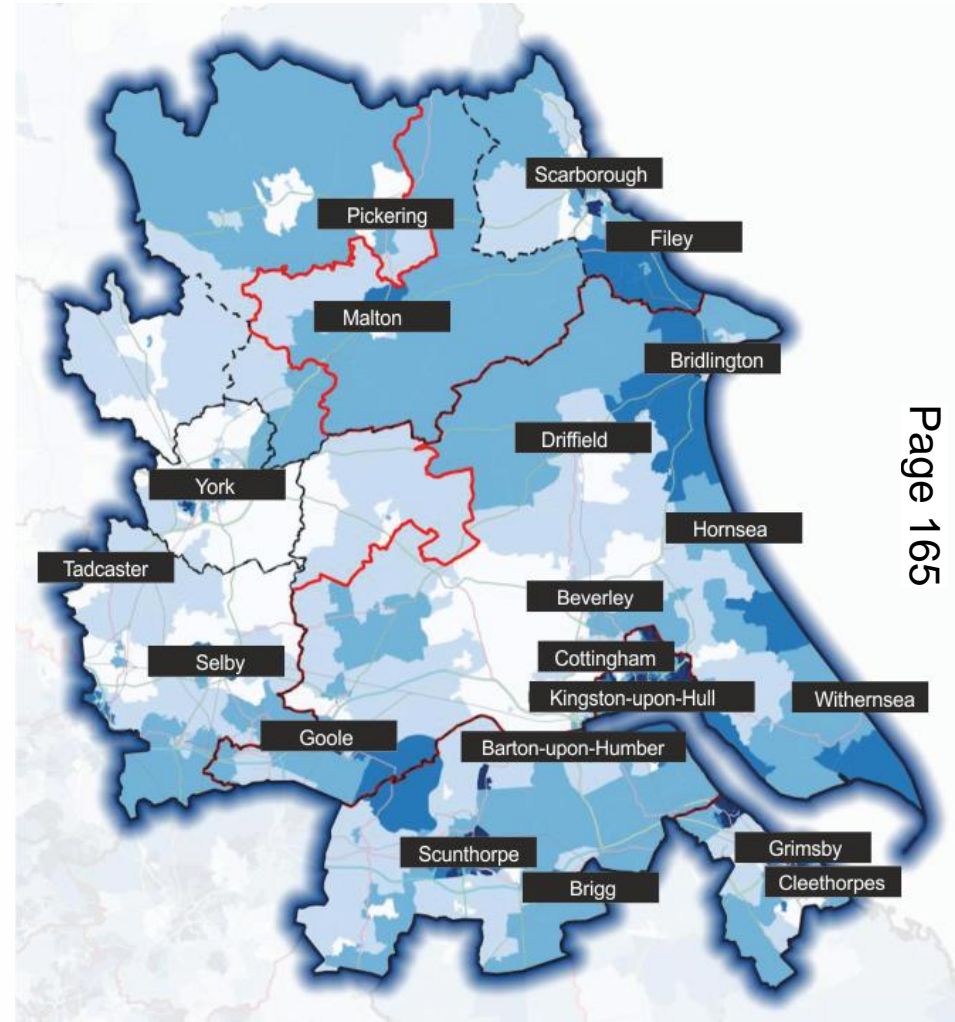 Scarborough
Pickering
Filey
Malton
Bridlington
Driffield
York
Hornsea
Tadcaster
Beverley
Cottingham
Selby
Kingston-upon-Hull
Withernsea
Goole
Barton-upon-Humber
Scunthorpe
Grimsby
Brigg
Cleethorpes
Page 165